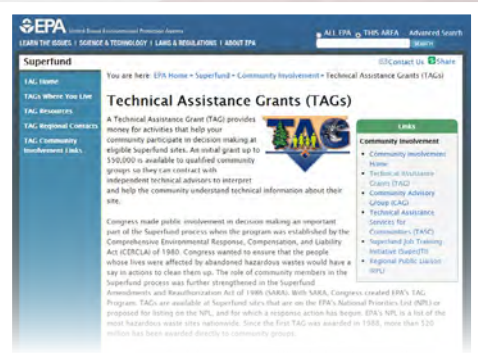 EPA United States Environmental Protection Agency
ALL EPA THIS AREA Advanced Search
LEARN THE ISSUES | SCIENCE & TECHNOLOGY | LAWS & REGULATIONS | ABOUT EPA
SEARCH
Superfund
Contact Us Share
You are here: EPA Home » Superfund » Community Involvement » Technical Assistance Grants (TAGs)
TAG Home
TAGs Where You Live
TAG Resources
TAG Regional Contacts
TAG Community
Involvement Links
Technical Assistance Grants (TAGs)
A Technical Assistance Grant (TAG) provides
money for activities that help your
community participate in decision making at
eligible Superfund sites. An initial grant up to
$50,000 is available to qualified community
groups so they can contract with
independent technical advisors to interpret
and help the community understand technical information about their
site.
TAG
Links
Community Involvement
Community Involvement
Home
Technical Assistance
Grants (TAG)
Community Advisory
Group (CAG)
Technical Assistance
Services for
Communities (TASC)
Superfund Job Training
Initiative (SuperJTI)
Regional Public Liaison
(RPL)
Congress made public involvement in decision making an important
part of the Superfund process when the program was established by the
Comprehensive Environmental Response, Compensation, and Liability
Act (CERCLA) of 1980. Congress wanted to ensure that the people
whose lives were affected by abandoned hazardous wastes would have a
say in actions to clean them up. The role of community members in the
Superfund process was further strengthened in the Superfund
Amendments and Reauthorization Act of 1986 (SARA). With SARA, Congress created EPA's TAG
Program. TAGs are available at Superfund sites that are on the EPA's National Priorities List (NPL) or
proposed for listing on the NPL, and for which a response action has begun. EPA's NPL is a list of the
most hazardous waste sites nationwide. Since the first TAG was awarded in 1988, more than $20
million has been awarded directly to community groups.